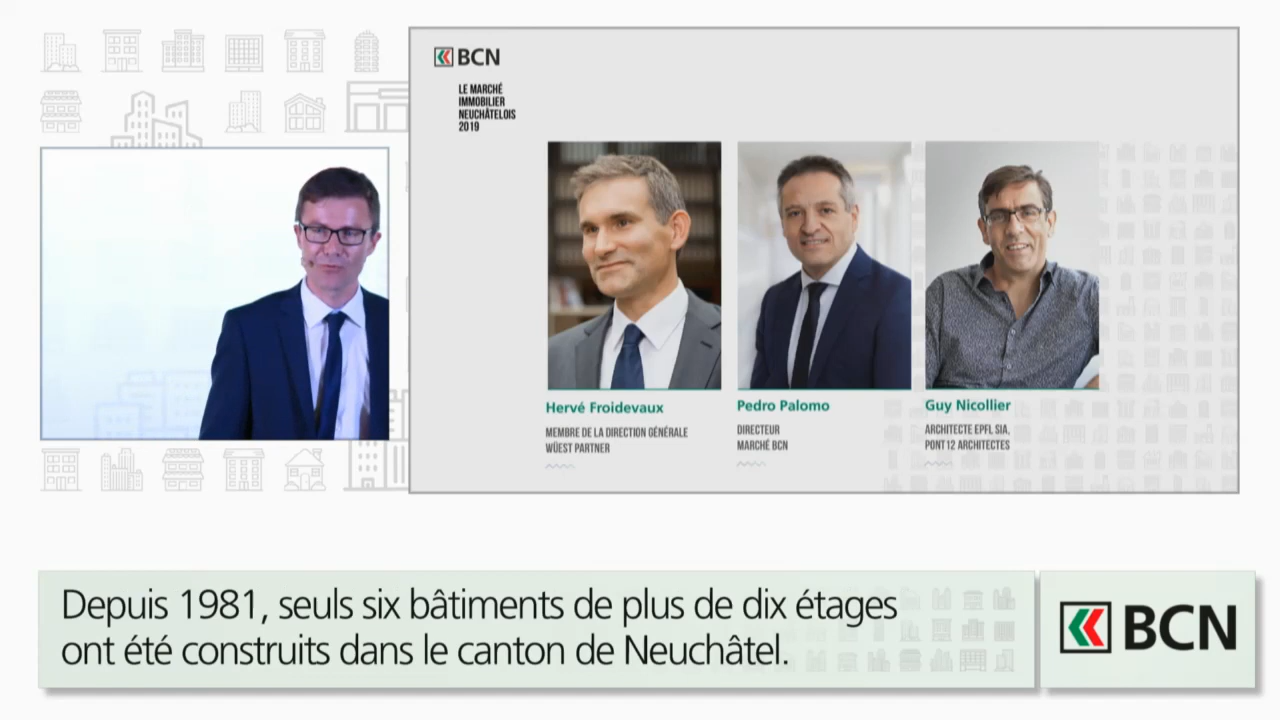 BCN
LE MARCHÉ
IMMOBILIER
NEUCHÂTELOIS
2019
Hervé Froidevaux
MEMBRE DE LA DIRECTION GÉNÉRALE
WÜEST PARTNER
Pedro Palomo
DIRECTEUR
MARCHÉ BCN
Guy Nicollier
ARCHITECTE EPFL SIA,
PONT12 ARCHITECTES
Depuis 1981, seuls six bâtiments de plus de dix étages
ont été construits dans le canton de Neuchâtel.
BCN